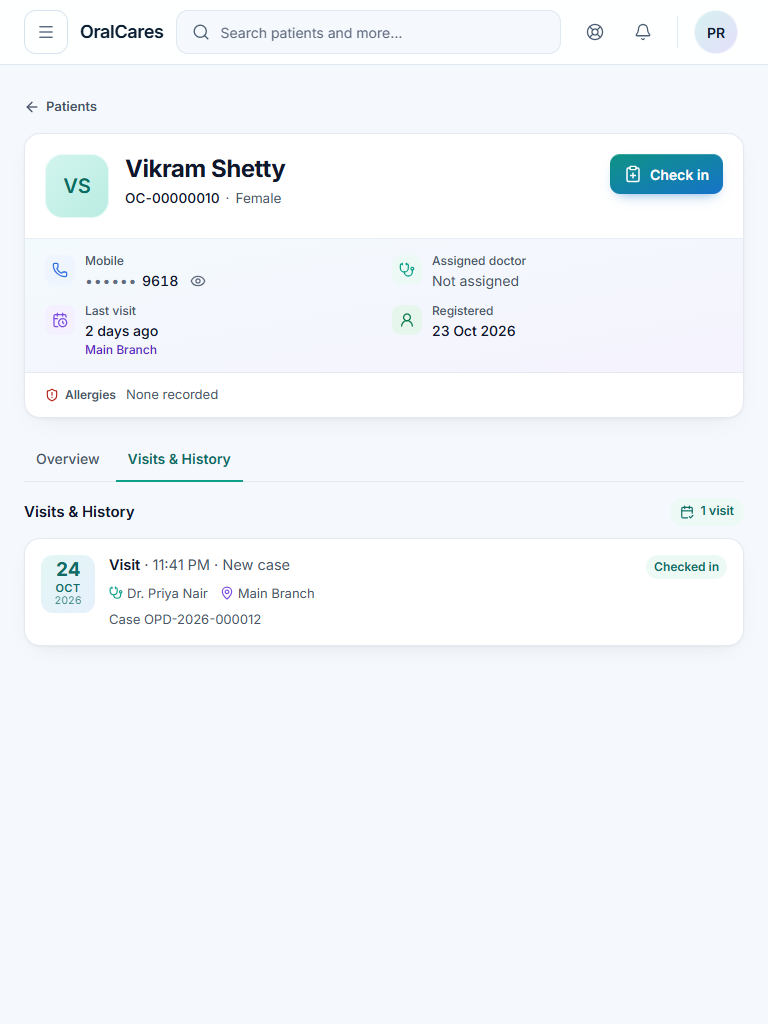 OralCares
Search patients and more...
PR
Patients
VS
Vikram Shetty
OC-00000010 · Female
Check in
Mobile
•••••• 9618
Assigned doctor
Not assigned
Last visit
2 days ago
Main Branch
Registered
23 Oct 2026
Allergies None recorded
Overview
Visits & History
Visits & History
1 visit
24
OCT
2026
Visit · 11:41 PM · New case
Checked in
Dr. Priya Nair Main Branch
Case OPD-2026-000012